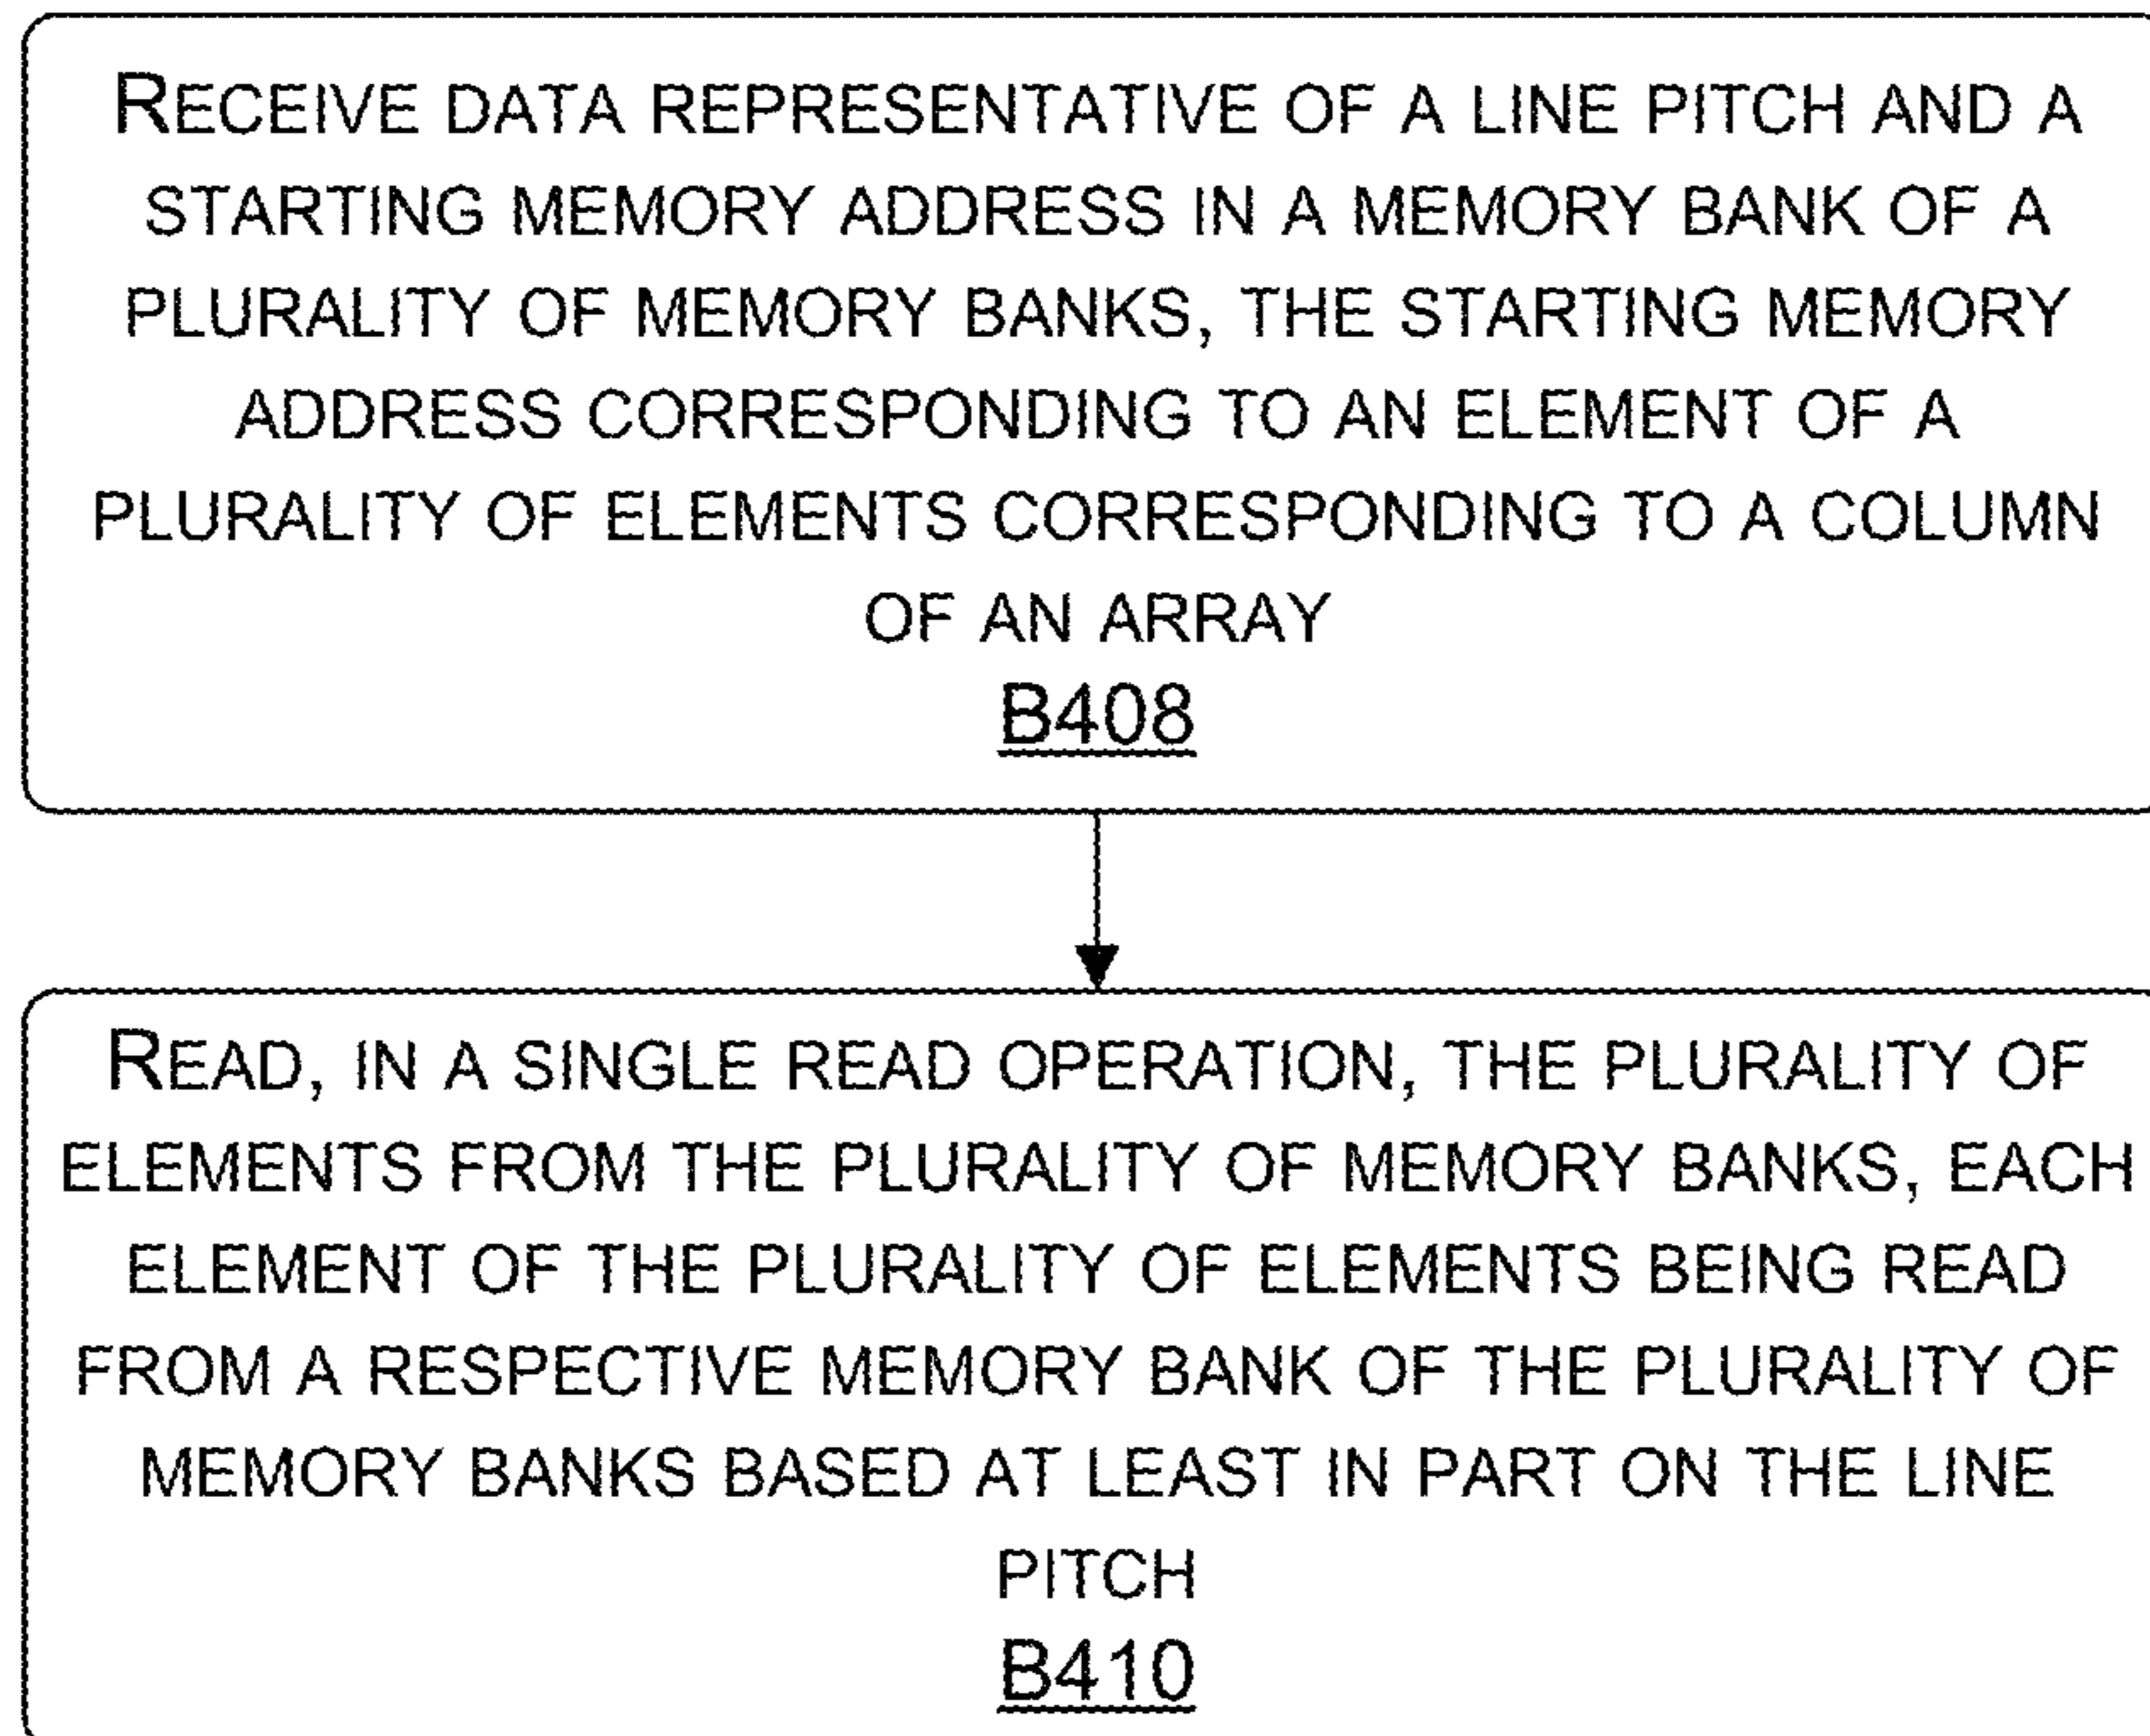 RECEIVE DATA REPRESENTATIVE OF A LINE PITCH AND A
STARTING MEMORY ADDRESS IN A MEMORY BANK OF A
PLURALITY OF MEMORY BANKS, THE STARTING MEMORY
ADDRESS CORRESPONDING TO AN ELEMENT OF A
PLURALITY OF ELEMENTS CORRESPONDING TO A COLUMN
OF AN ARRAY
B408
READ, IN A SINGLE READ OPERATION, THE PLURALITY OF
ELEMENTS FROM THE PLURALITY OF MEMORY BANKS, EACH
ELEMENT OF THE PLURALITY OF ELEMENTS BEING READ
FROM A RESPECTIVE MEMORY BANK OF THE PLURALITY OF
MEMORY BANKS BASED AT LEAST IN PART ON THE LINE
PITCH
B410